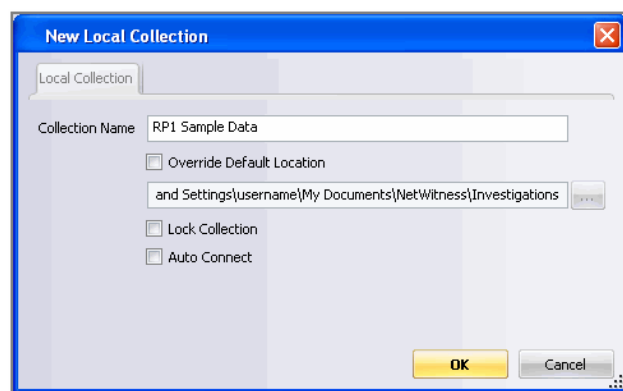 New Local Collection
Local Collection
Collection Name RP1 Sample Data
Override Default Location
and Settings\username\My Documents\NetWitness\Investigations ...
Lock Collection
Auto Connect
OK Cancel